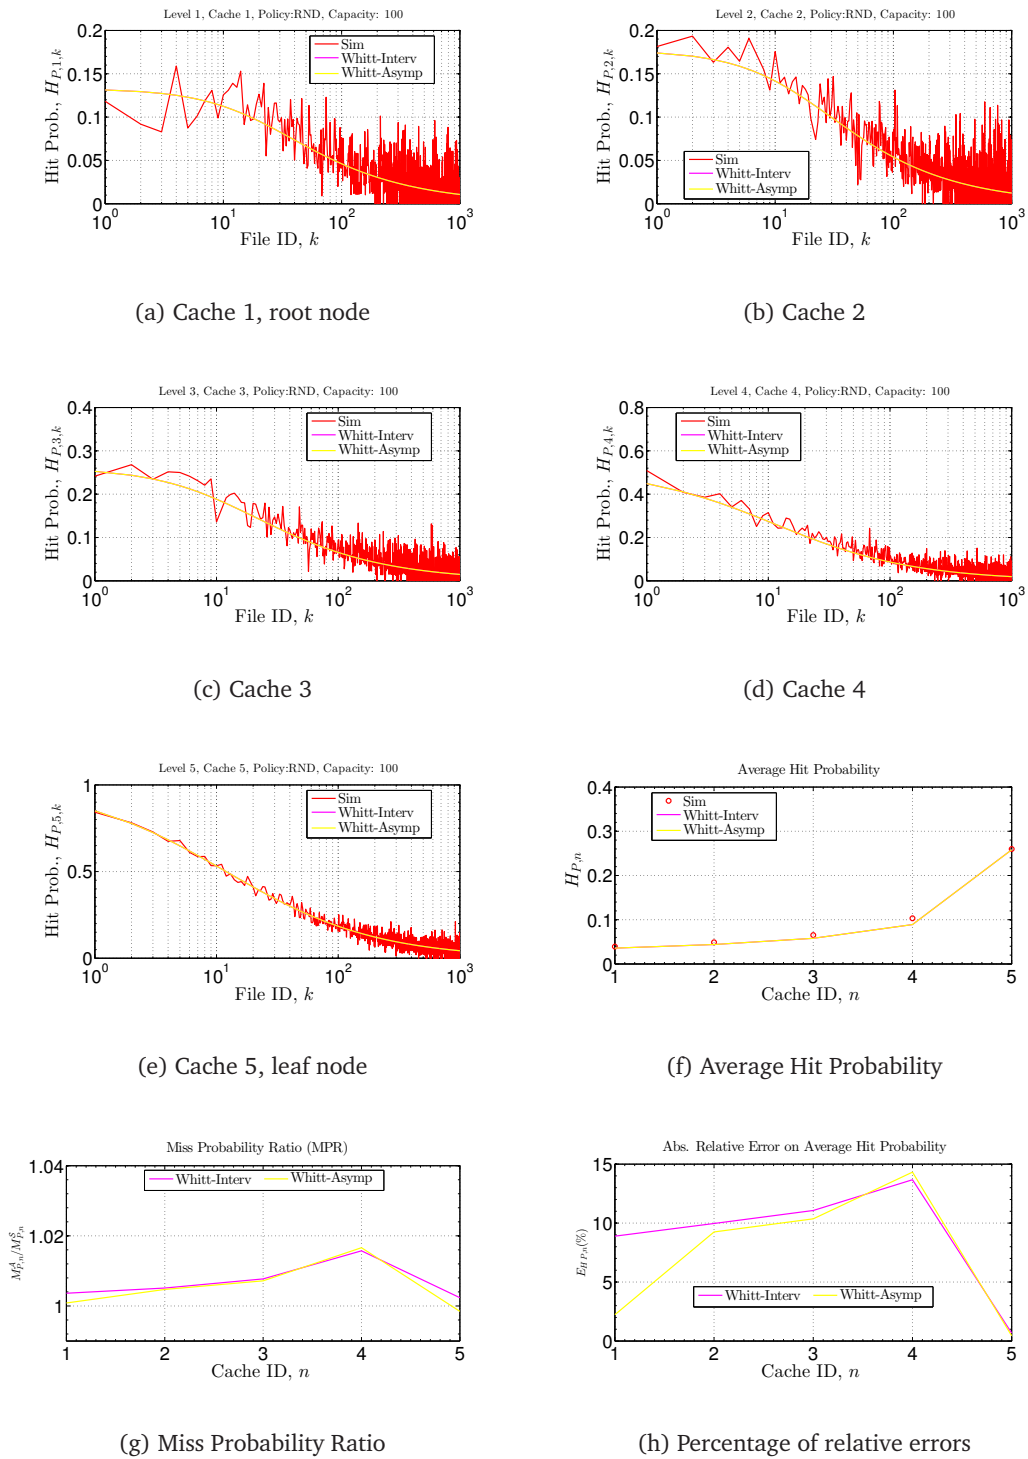 Level 1, Cache 1, Policy:RND, Capacity: 100
Hit Prob., H_{P,1,k}
0.2
0.15
0.1
0.05
0
Sim
Whitt-Interv
Whitt-Asymp
10^0
10^1
10^2
10^3
File ID, k
(a) Cache 1, root node
Level 2, Cache 2, Policy:RND, Capacity: 100
Hit Prob., H_{P,2,k}
0.2
0.15
0.1
0.05
0
Sim
Whitt-Interv
Whitt-Asymp
10^0
10^1
10^2
10^3
File ID, k
(b) Cache 2
Level 3, Cache 3, Policy:RND, Capacity: 100
Hit Prob., H_{P,3,k}
0.4
0.3
0.2
0.1
0
Sim
Whitt-Interv
Whitt-Asymp
10^0
10^1
10^2
10^3
File ID, k
(c) Cache 3
Level 4, Cache 4, Policy:RND, Capacity: 100
Hit Prob., H_{P,4,k}
0.8
0.6
0.4
0.2
0
Sim
Whitt-Interv
Whitt-Asymp
10^0
10^1
10^2
10^3
File ID, k
(d) Cache 4
Level 5, Cache 5, Policy:RND, Capacity: 100
Hit Prob., H_{P,5,k}
1
0.5
0
Sim
Whitt-Interv
Whitt-Asymp
10^0
10^1
10^2
10^3
File ID, k
(e) Cache 5, leaf node
Average Hit Probability
H_{P,n}
0.4
0.3
0.2
0.1
0
Sim
Whitt-Interv
Whitt-Asymp
1
2
3
4
5
Cache ID, n
(f) Average Hit Probability
Miss Probability Ratio (MPR)
M^A_{P,n}/M^S_{P,n}
1.04
1.02
1
Whitt-Interv
Whitt-Asymp
1
2
3
4
5
Cache ID, n
(g) Miss Probability Ratio
Abs. Relative Error on Average Hit Probability
E_{HP,n}(%)
15
10
5
0
Whitt-Interv
Whitt-Asymp
1
2
3
4
5
Cache ID, n
(h) Percentage of relative errors